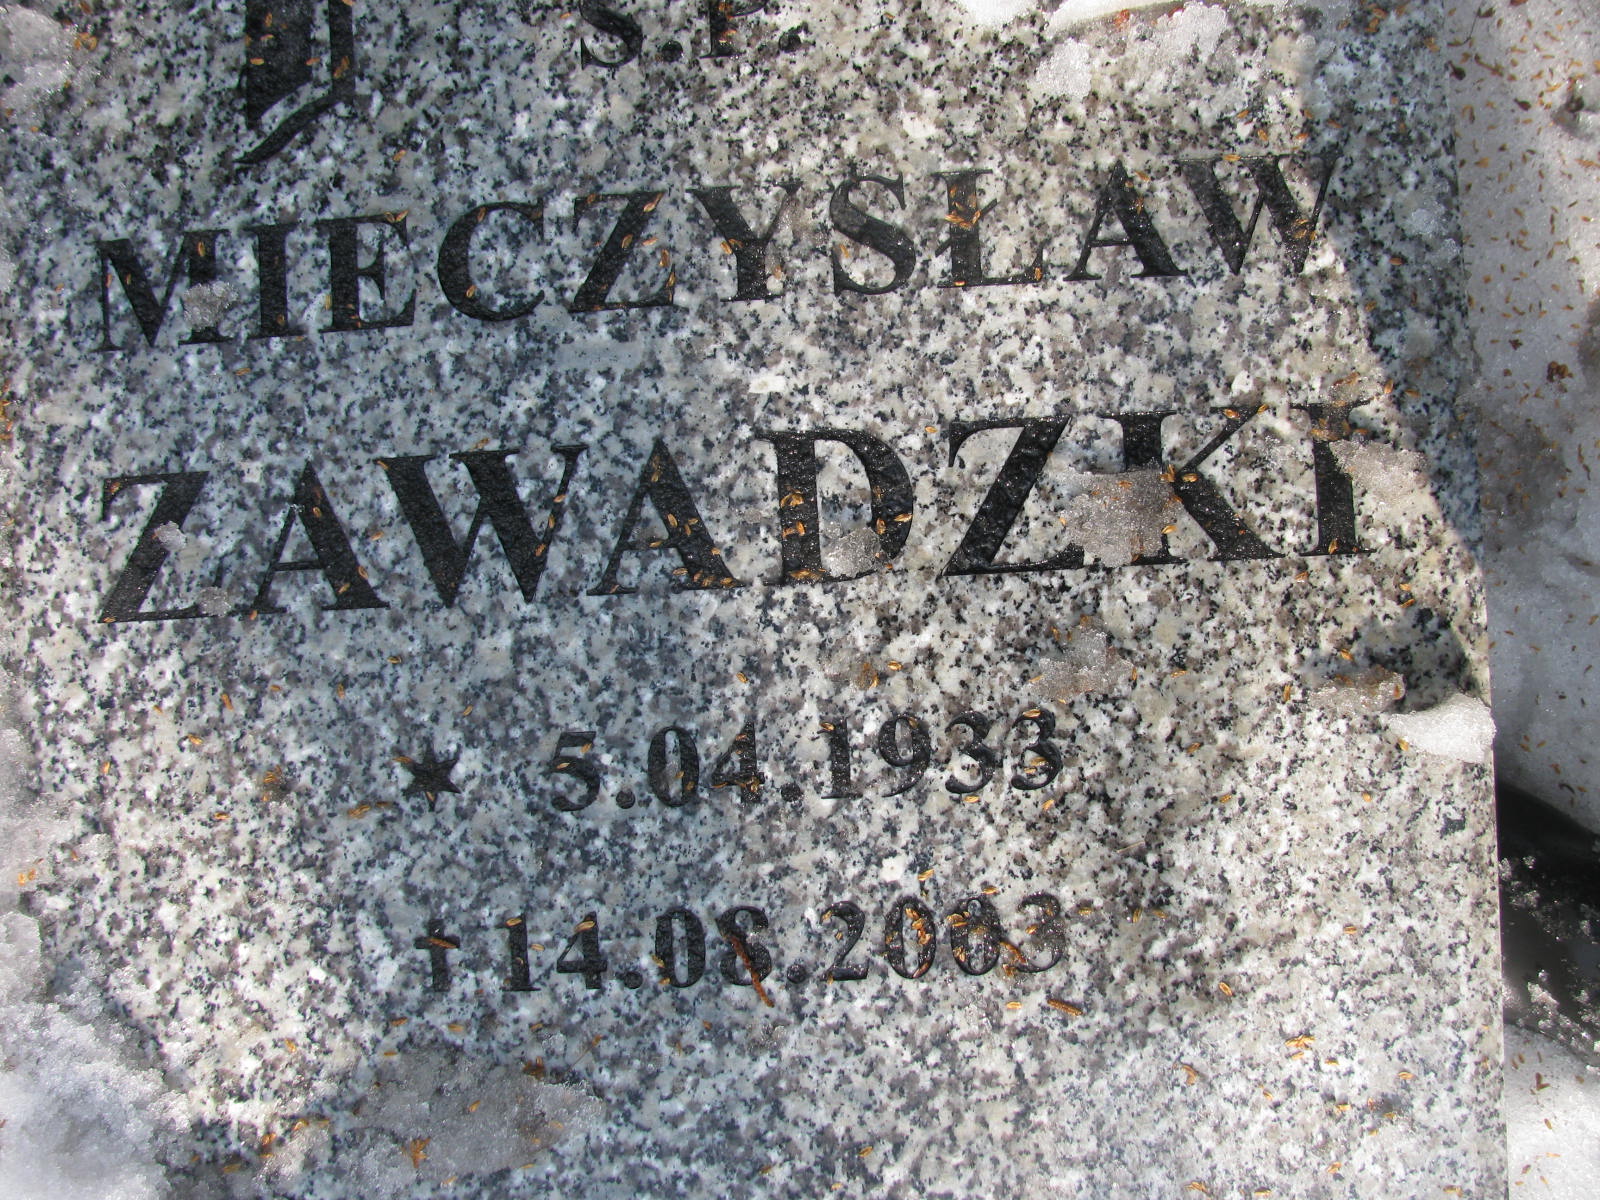 Ś.P.
MIECZYSŁAW
ZAWADZKI
★ 5.04.1933
†14.08.2003